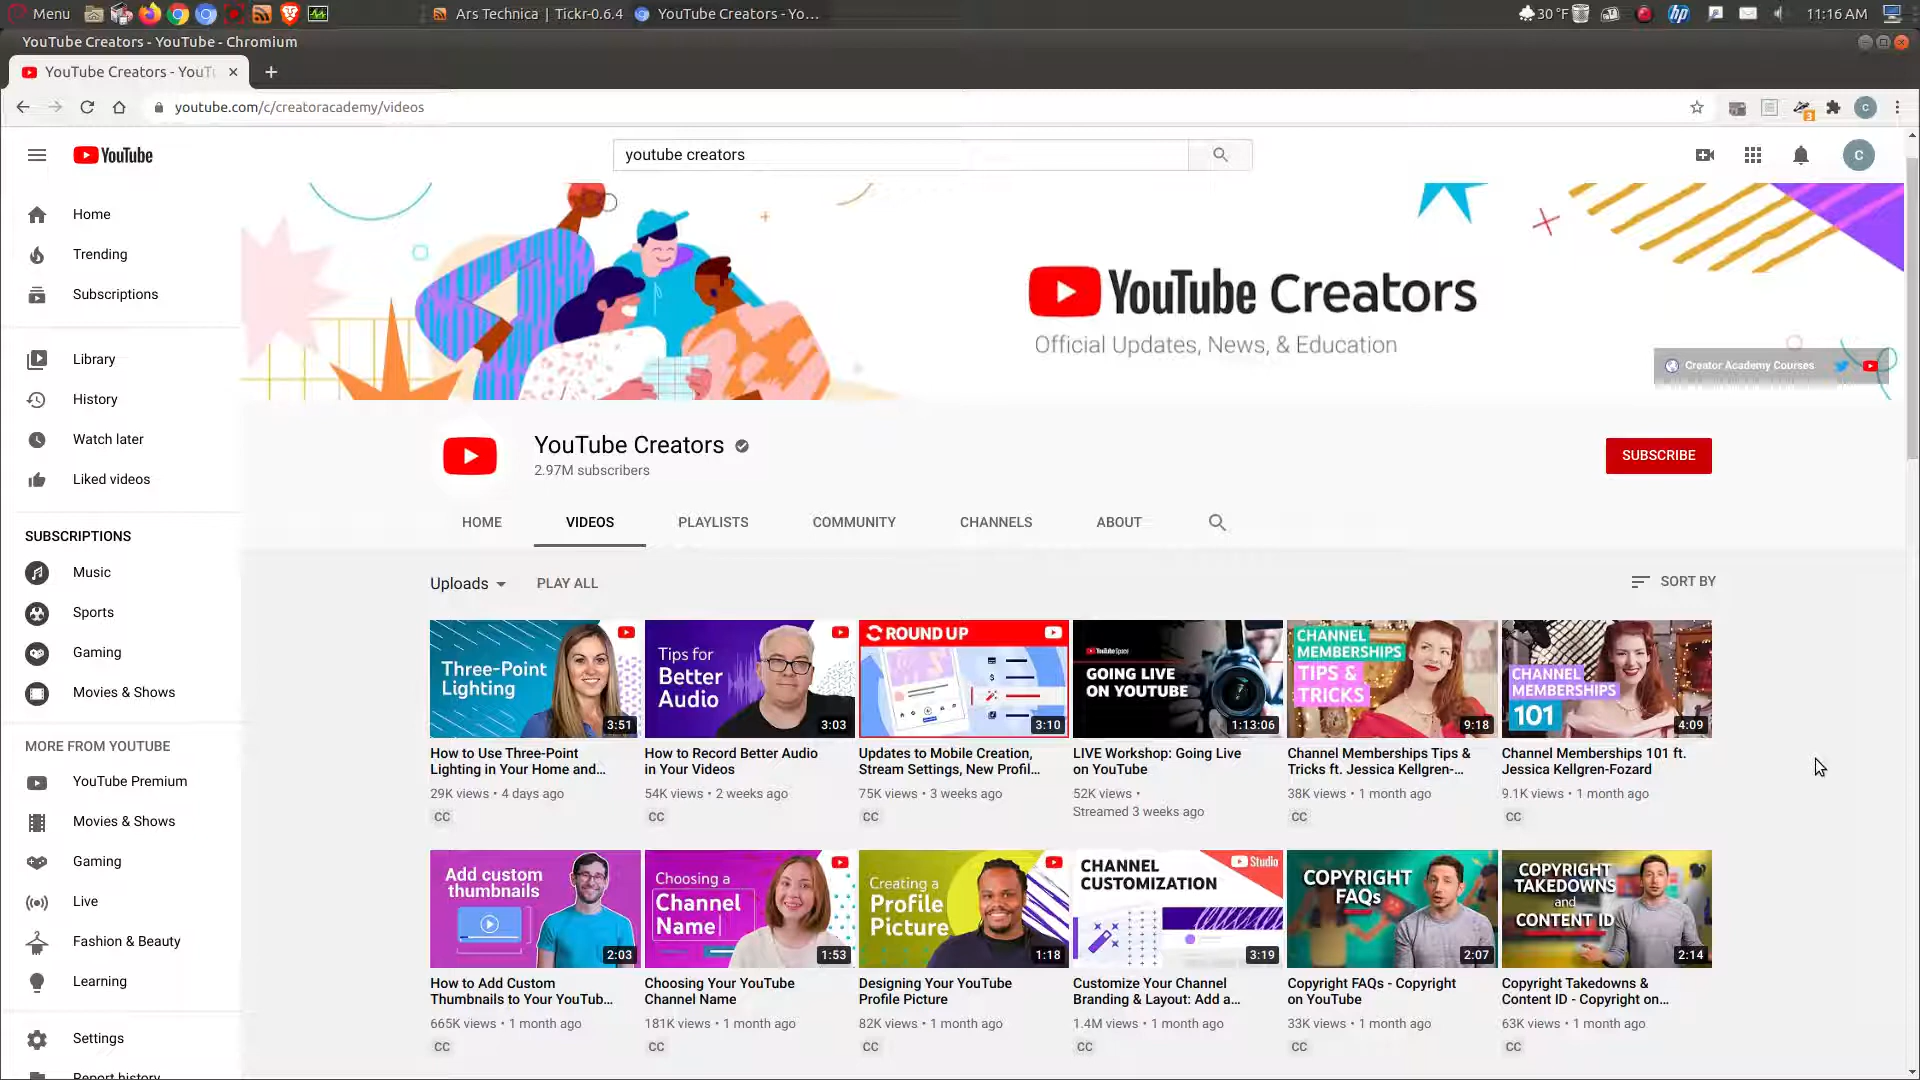 Menu
Ars Technica | Tickr-0.6.4
YouTube Creators - Yo...
30 °F
hp
11:16 AM
YouTube Creators - YouTube - Chromium
YouTube Creators - YouTu
youtube.com/c/creatoracademy/videos
3
C
YouTube
youtube creators
C
Home
Trending
Subscriptions
Library
History
Watch later
Liked videos
SUBSCRIPTIONS
Music
Sports
Gaming
Movies & Shows
MORE FROM YOUTUBE
YouTube Premium
Movies & Shows
Gaming
Live
Fashion & Beauty
Learning
Settings
Report history
YouTube Creators
Official Updates, News, & Education
Creator Academy Courses
YouTube Creators
2.97M subscribers
SUBSCRIBE
HOME
VIDEOS
PLAYLISTS
COMMUNITY
CHANNELS
ABOUT
Uploads
PLAY ALL
SORT BY
Three-Point
Lighting
3:51
How to Use Three-Point
Lighting in Your Home and...
29K views • 4 days ago
CC
Tips for
Better
Audio
3:03
How to Record Better Audio
in Your Videos
54K views • 2 weeks ago
CC
ROUND UP
3:10
Updates to Mobile Creation,
Stream Settings, New Profil...
75K views • 3 weeks ago
CC
YouTube Space
GOING LIVE
ON YOUTUBE
1:13:06
LIVE Workshop: Going Live
on YouTube
52K views •
Streamed 3 weeks ago
CHANNEL
MEMBERSHIPS
TIPS &
TRICKS
9:18
Channel Memberships Tips &
Tricks ft. Jessica Kellgren-...
38K views • 1 month ago
CC
CHANNEL
MEMBERSHIPS
101
4:09
Channel Memberships 101 ft.
Jessica Kellgren-Fozard
9.1K views • 1 month ago
CC
Add custom
thumbnails
2:03
How to Add Custom
Thumbnails to Your YouTub...
665K views • 1 month ago
CC
Choosing a
Channel
Name
1:53
Choosing Your YouTube
Channel Name
181K views • 1 month ago
CC
Creating a
Profile
Picture
1:18
Designing Your YouTube
Profile Picture
82K views • 1 month ago
CC
CHANNEL
CUSTOMIZATION
Studio
3:19
Customize Your Channel
Branding & Layout: Add a...
1.4M views • 1 month ago
CC
COPYRIGHT
FAQs
2:07
Copyright FAQs - Copyright
on YouTube
33K views • 1 month ago
CC
COPYRIGHT
TAKEDOWNS
and
CONTENT ID
2:14
Copyright Takedowns &
Content ID - Copyright on...
63K views • 1 month ago
CC